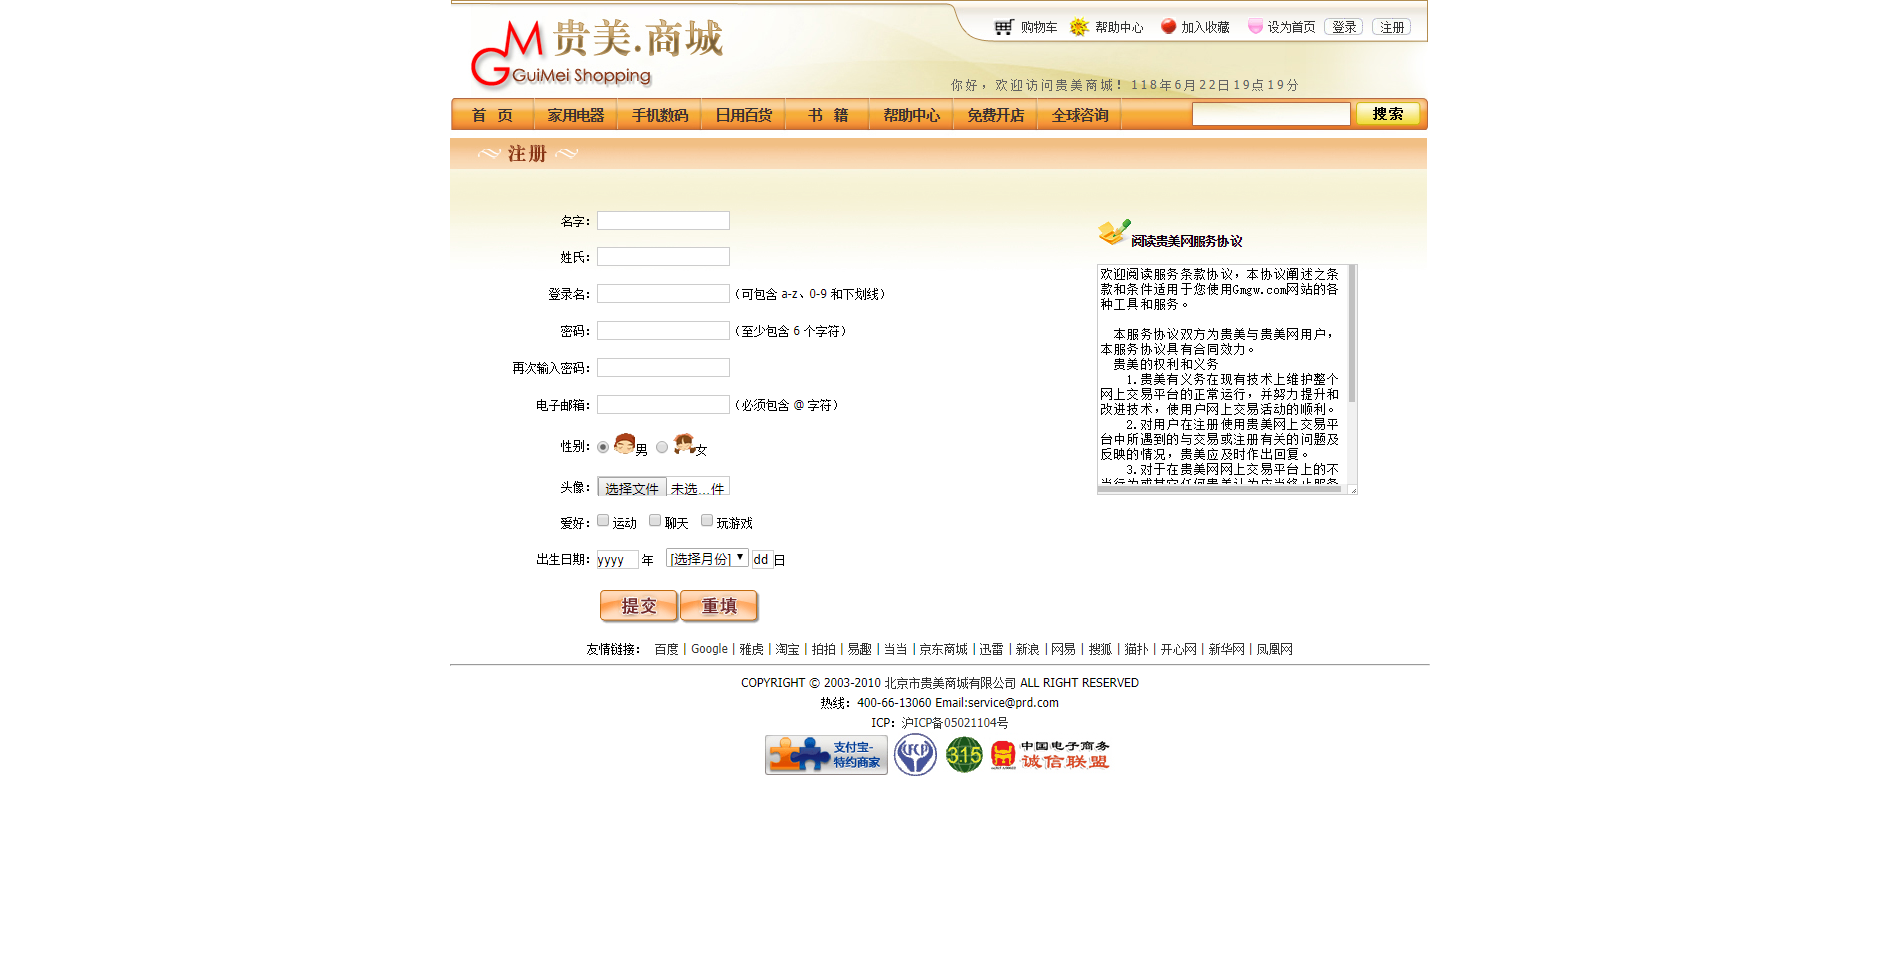 购物车 帮助中心 加入收藏 设为首页 登录 注册
贵美.商城
GM
GuiMei Shopping
你好，欢迎访问贵美商城！118年6月22日19点19分
首 页 家用电器 手机数码 日用百货 书 籍 帮助中心 免费开店 全球咨询 搜索
注册
名字：
姓氏：
登录名： （可包含 a-z、0-9 和下划线）
密码： （至少包含 6 个字符）
再次输入密码：
电子邮箱： （必须包含 @ 字符）
性别： 男 女
头像： 选择文件 未选...件
爱好： 运动 聊天 玩游戏
出生日期： yyyy 年 [选择月份] dd 日
提交 重填
阅读贵美网服务协议
欢迎阅读服务条款协议，本协议阐述之条
款和条件适用于您使用Gmgw.com网站的各
种工具和服务。
本服务协议双方为贵美与贵美网用户，
本服务协议具有合同效力。
贵美的权利和义务
1.贵美有义务在现有技术上维护整个
网上交易平台的正常运行，并努力提升和
改进技术，使用户网上交易活动的顺利。
2.对用户在注册使用贵美网上交易平
台中所遇到的与交易或注册有关的问题及
反映的情况，贵美应及时作出回复。
3.对于在贵美网网上交易平台上的不
当行为或其它任何贵美认为应当终止服务
友情链接： 百度 | Google | 雅虎 | 淘宝 | 拍拍 | 易趣 | 当当 | 京东商城 | 迅雷 | 新浪 | 网易 | 搜狐 | 猫扑 | 开心网 | 新华网 | 凤凰网
COPYRIGHT © 2003-2010 北京市贵美商城有限公司 ALL RIGHT RESERVED
热线：400-66-13060 Email:service@prd.com
ICP：沪ICP备05021104号
支付宝-
特约商家
CFCP
315
中国电子商务
诚信联盟